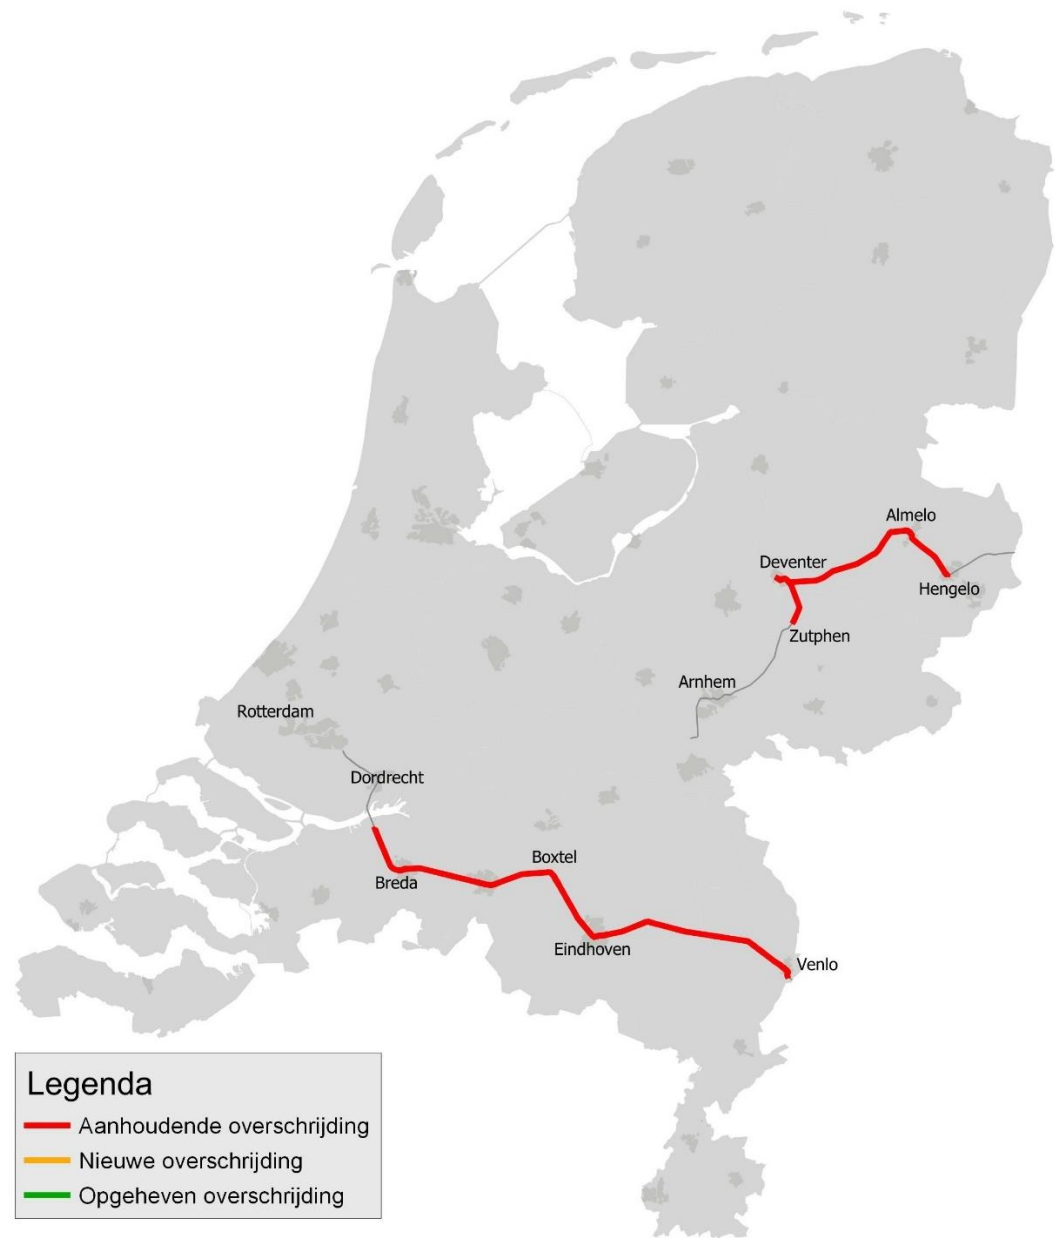 Almelo
Deventer
Hengelo
Zutphen
Arnhem
Rotterdam
Dordrecht
Boxtel
Breda
Eindhoven
Venlo
Legenda
Aanhoudende overschrijding
Nieuwe overschrijding
Opgeheven overschrijding